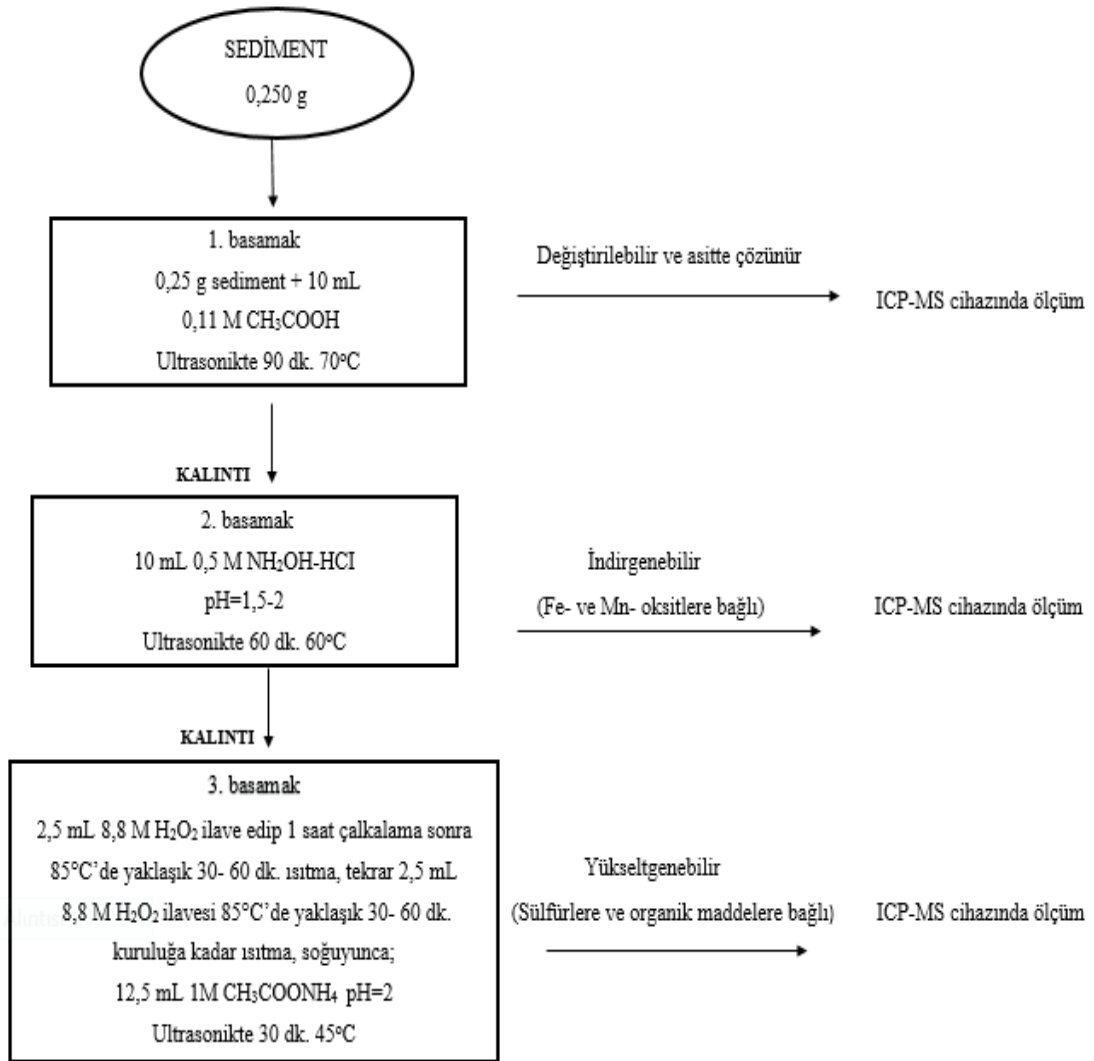 SEDİMENT
0,250 g
1. basamak
0,25 g sediment + 10 mL
0,11 M CH₃COOH
Ultrasonikte 90 dk. 70°C
Değiştirilebilir ve asitte çözünür
ICP-MS cihazında ölçüm
KALINTI
2. basamak
10 mL 0,5 M NH₂OH-HCI
pH=1,5-2
Ultrasonikte 60 dk. 60°C
İndirgenebilir
(Fe- ve Mn- oksitlere bağlı)
ICP-MS cihazında ölçüm
KALINTI
3. basamak
2,5 mL 8,8 M H₂O₂ ilave edip 1 saat çalkalama sonra
85°C’de yaklaşık 30- 60 dk. ısıtma, tekrar 2,5 mL
8,8 M H₂O₂ ilavesi 85°C’de yaklaşık 30- 60 dk.
kuruluğa kadar ısıtma, soğuyunca;
12,5 mL 1M CH₃COONH₄ pH=2
Ultrasonikte 30 dk. 45°C
Yükseltgenebilir
(Sülfürlere ve organik maddelere bağlı)
ICP-MS cihazında ölçüm